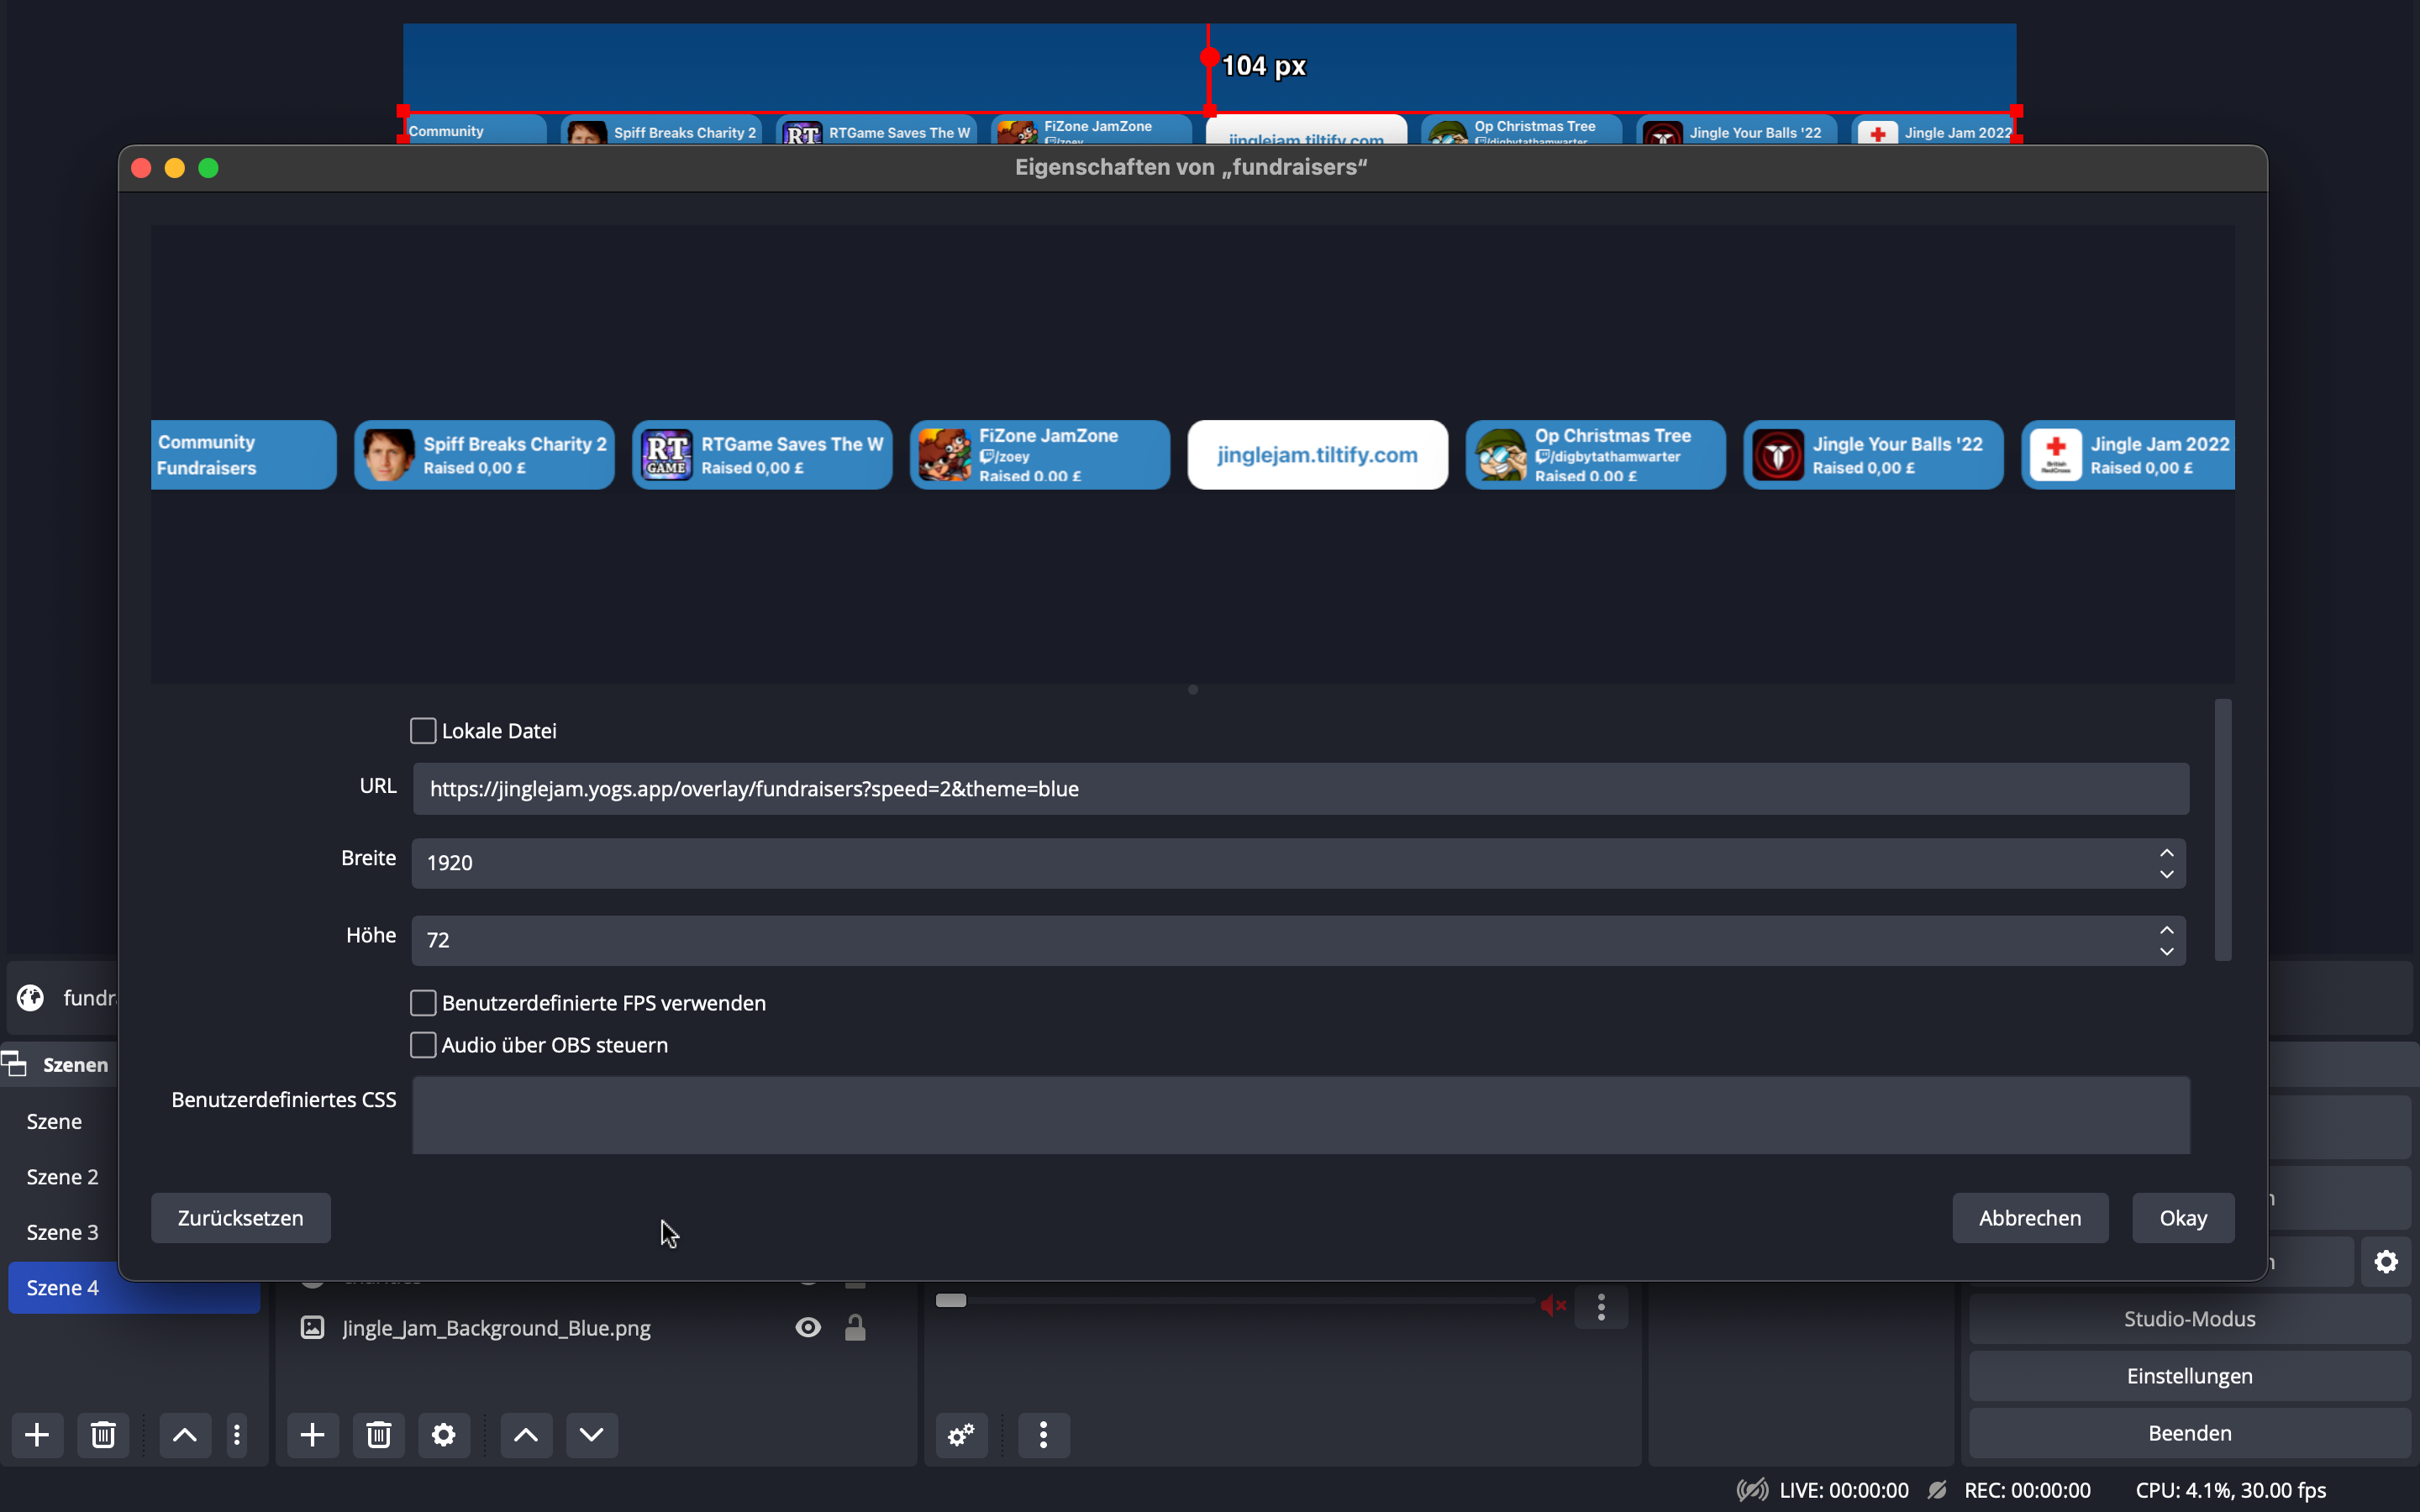 104 px
Community
Spiff Breaks Charity 2
RTGame Saves The W
FiZone JamZone
/zoey
jinglejam.tiltify.com
Op Christmas Tree
/digbytathamwarter
Jingle Your Balls '22
Jingle Jam 2022
Eigenschaften von „fundraisers“
Community
Fundraisers
Spiff Breaks Charity 2
Raised 0,00 £
RT
GAME
RTGame Saves The W
Raised 0,00 £
FiZone JamZone
/zoey
Raised 0.00 £
jinglejam.tiltify.com
Op Christmas Tree
/digbytathamwarter
Raised 0.00 £
Jingle Your Balls '22
Raised 0,00 £
British
RedCross
Jingle Jam 2022
Raised 0,00 £
Lokale Datei
URL
https://jinglejam.yogs.app/overlay/fundraisers?speed=2&theme=blue
Breite
1920
Höhe
72
Benutzerdefinierte FPS verwenden
Audio über OBS steuern
Benutzerdefiniertes CSS
Zurücksetzen
Abbrechen
Okay
fundr
Szenen
Szene
Szene 2
Szene 3
Szene 4
Jingle_Jam_Background_Blue.png
Studio-Modus
Einstellungen
Beenden
LIVE: 00:00:00
REC: 00:00:00
CPU: 4.1%, 30.00 fps